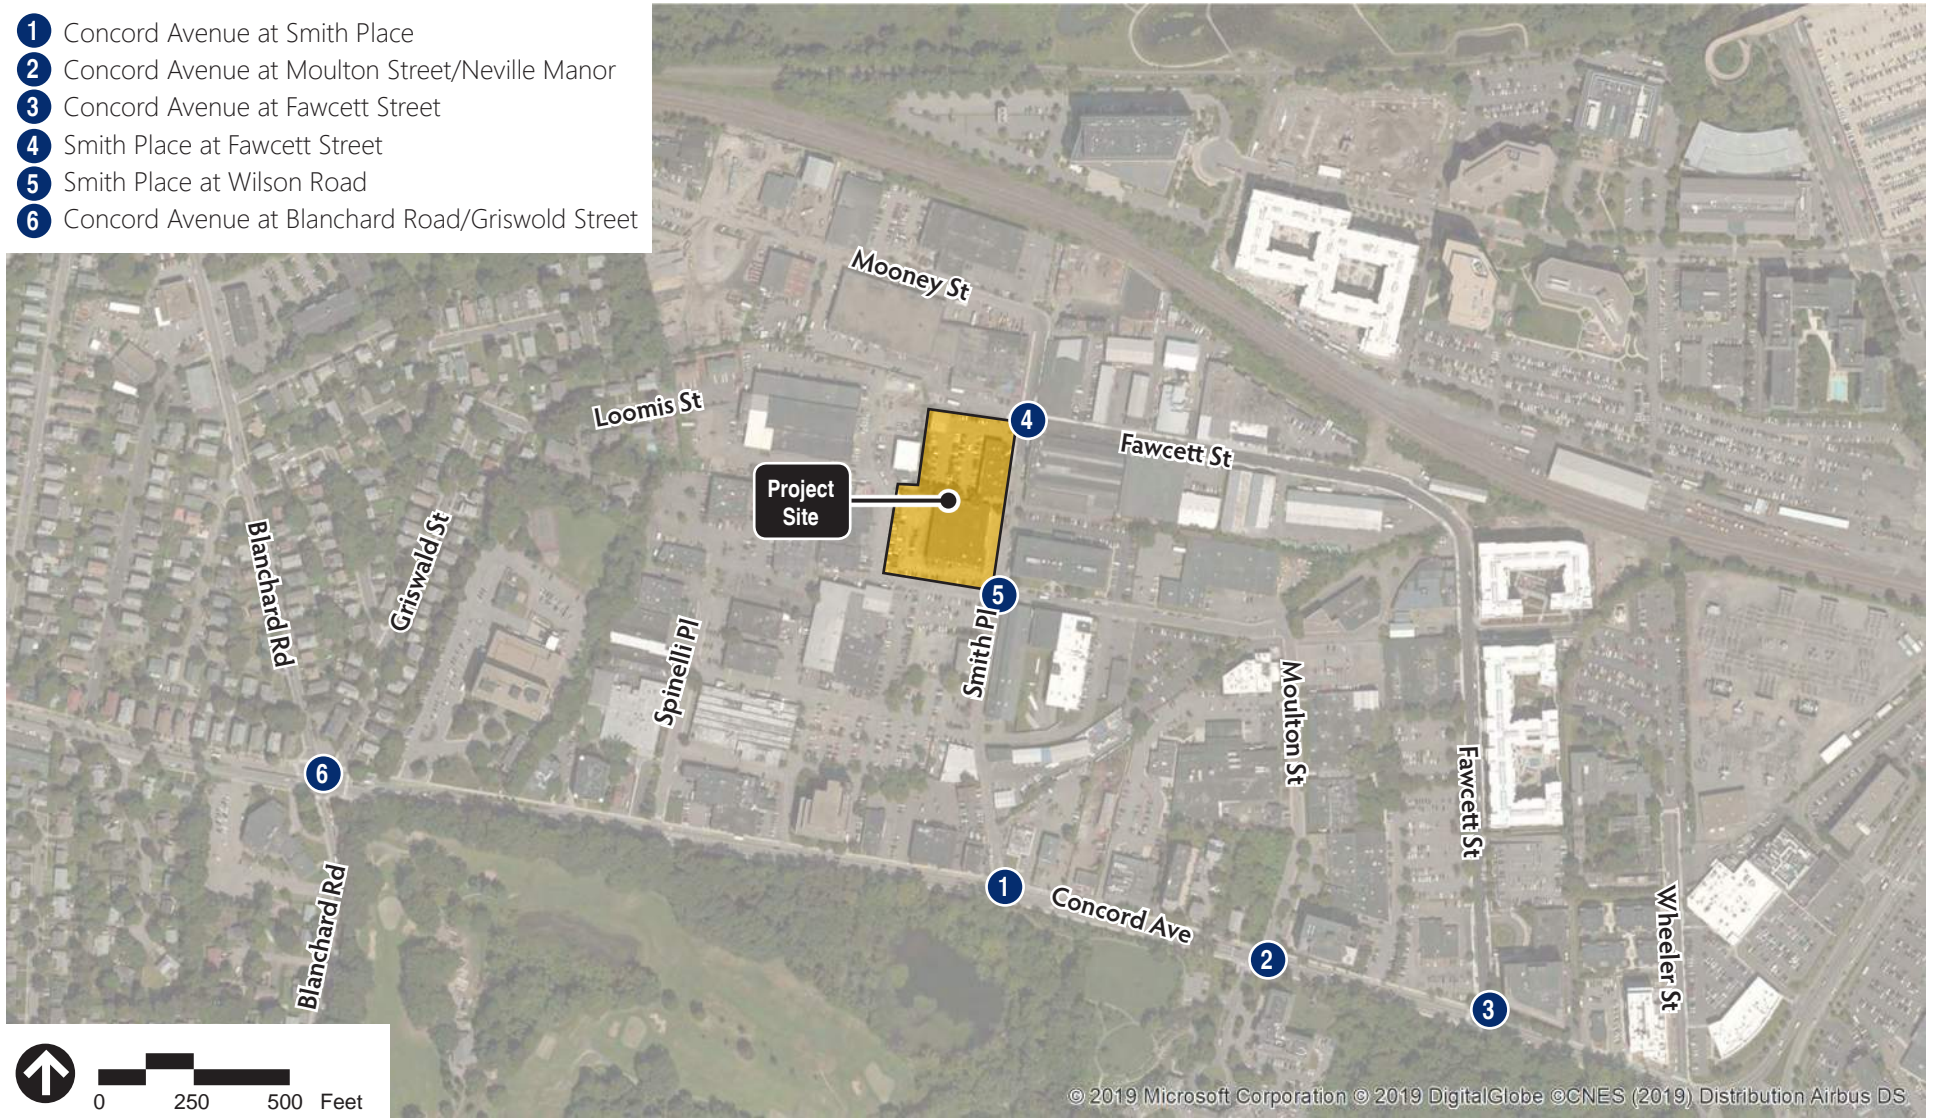 1 Concord Avenue at Smith Place
2 Concord Avenue at Moulton Street/Neville Manor
3 Concord Avenue at Fawcett Street
4 Smith Place at Fawcett Street
5 Smith Place at Wilson Road
6 Concord Avenue at Blanchard Road/Griswold Street
Mooney St
Loomis St
4
Fawcett St
Project
Site
Blanchard Rd
Griswald St
5
Smith Pl
Spinelli Pl
Moulton St
Fawcett St
6
1
Concord Ave
Blanchard Rd
Wheeler St
2
3
0 250 500 Feet
© 2019 Microsoft Corporation © 2019 DigitalGlobe ©CNES (2019) Distribution Airbus DS